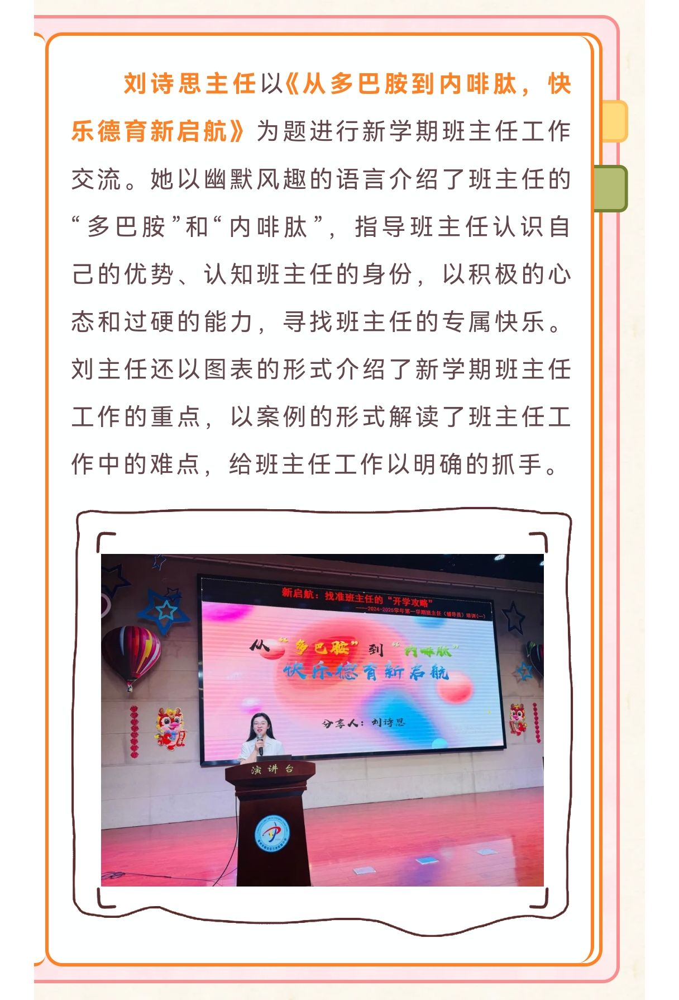 刘诗思主任以《从多巴胺到内啡肽，快
乐德育新启航》为题进行新学期班主任工作
交流。她以幽默风趣的语言介绍了班主任的
“多巴胺”和“内啡肽”，指导班主任认识自
己的优势、认知班主任的身份，以积极的心
态和过硬的能力，寻找班主任的专属快乐。
刘主任还以图表的形式介绍了新学期班主任
工作的重点，以案例的形式解读了班主任工
作中的难点，给班主任工作以明确的抓手。
新启航：找准班主任的“开学攻略”
——2024-2025学年第一学期班主任（辅导员）培训(一)
从“多巴胺”到“内啡肽”
快乐德育新启航
分享人：刘诗思
演讲台